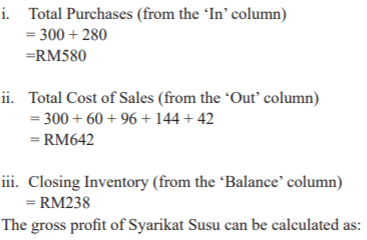 i. Total Purchases (from the ‘In’ column)
= 300 + 280
=RM580
ii. Total Cost of Sales (from the ‘Out’ column)
= 300 + 60 + 96 + 144 + 42
= RM642
iii. Closing Inventory (from the ‘Balance’ column)
= RM238
The gross profit of Syarikat Susu can be calculated as: